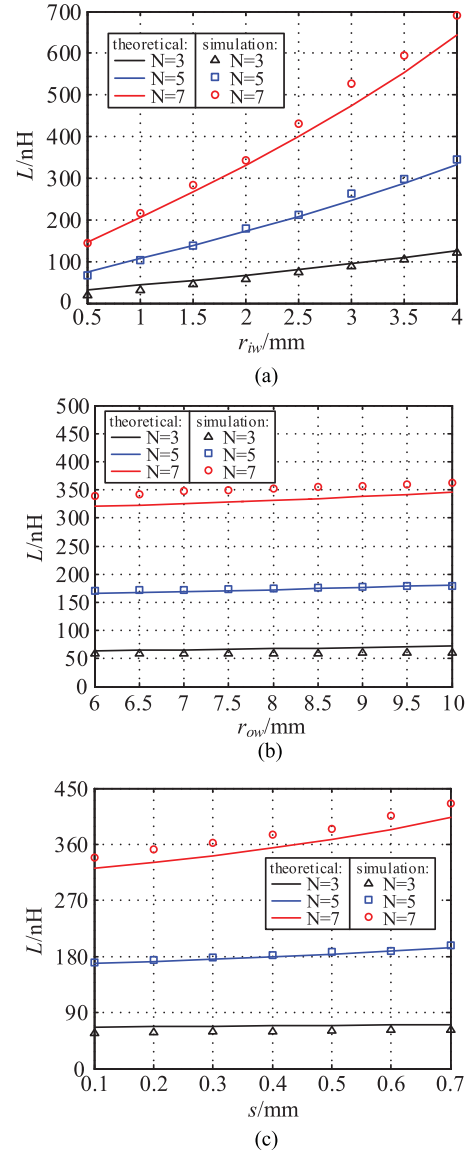 700
600
500
400
300
200
100
0
L/nH
theoretical: simulation:
N=3 N=3
N=5 N=5
N=7 N=7
0.5 1 1.5 2 2.5 3 3.5 4
r_iw/mm
(a)
500
450
400
350
300
250
200
150
100
50
0
L/nH
theoretical: simulation:
N=3 N=3
N=5 N=5
N=7 N=7
6 6.5 7 7.5 8 8.5 9 9.5 10
r_ow/mm
(b)
450
360
270
180
90
0
L/nH
theoretical: simulation:
N=3 N=3
N=5 N=5
N=7 N=7
0.1 0.2 0.3 0.4 0.5 0.6 0.7
s/mm
(c)